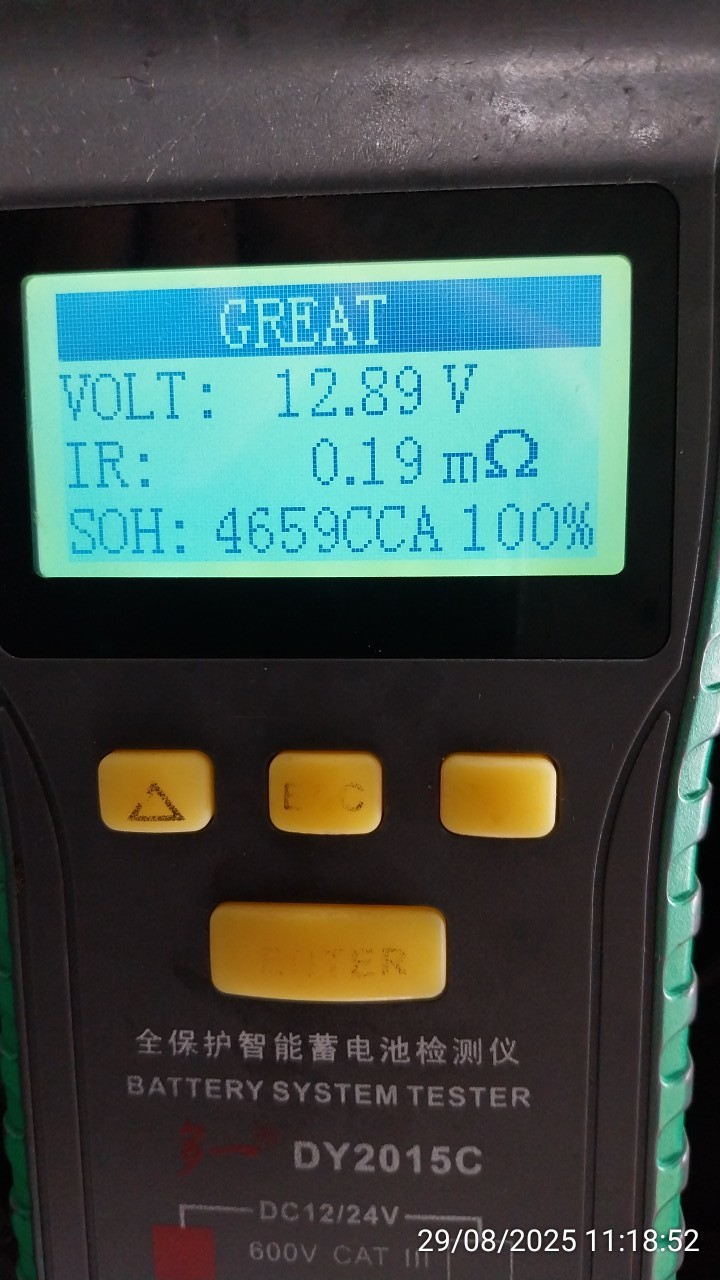 GREAT
VOLT: 12.89 V
IR: 0.19 mΩ
SOH: 4659CCA 100%
全保护智能蓄电池检测仪
BATTERY SYSTEM TESTER
DY2015C
DC12/24V
600V CAT III
29/08/2025 11:18:52